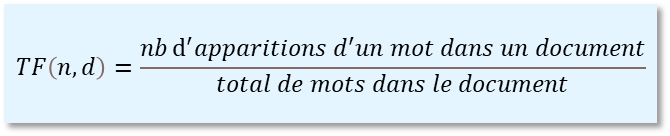 TF(n, d) = nb d'apparitions d'un mot dans un document / total de mots dans le document